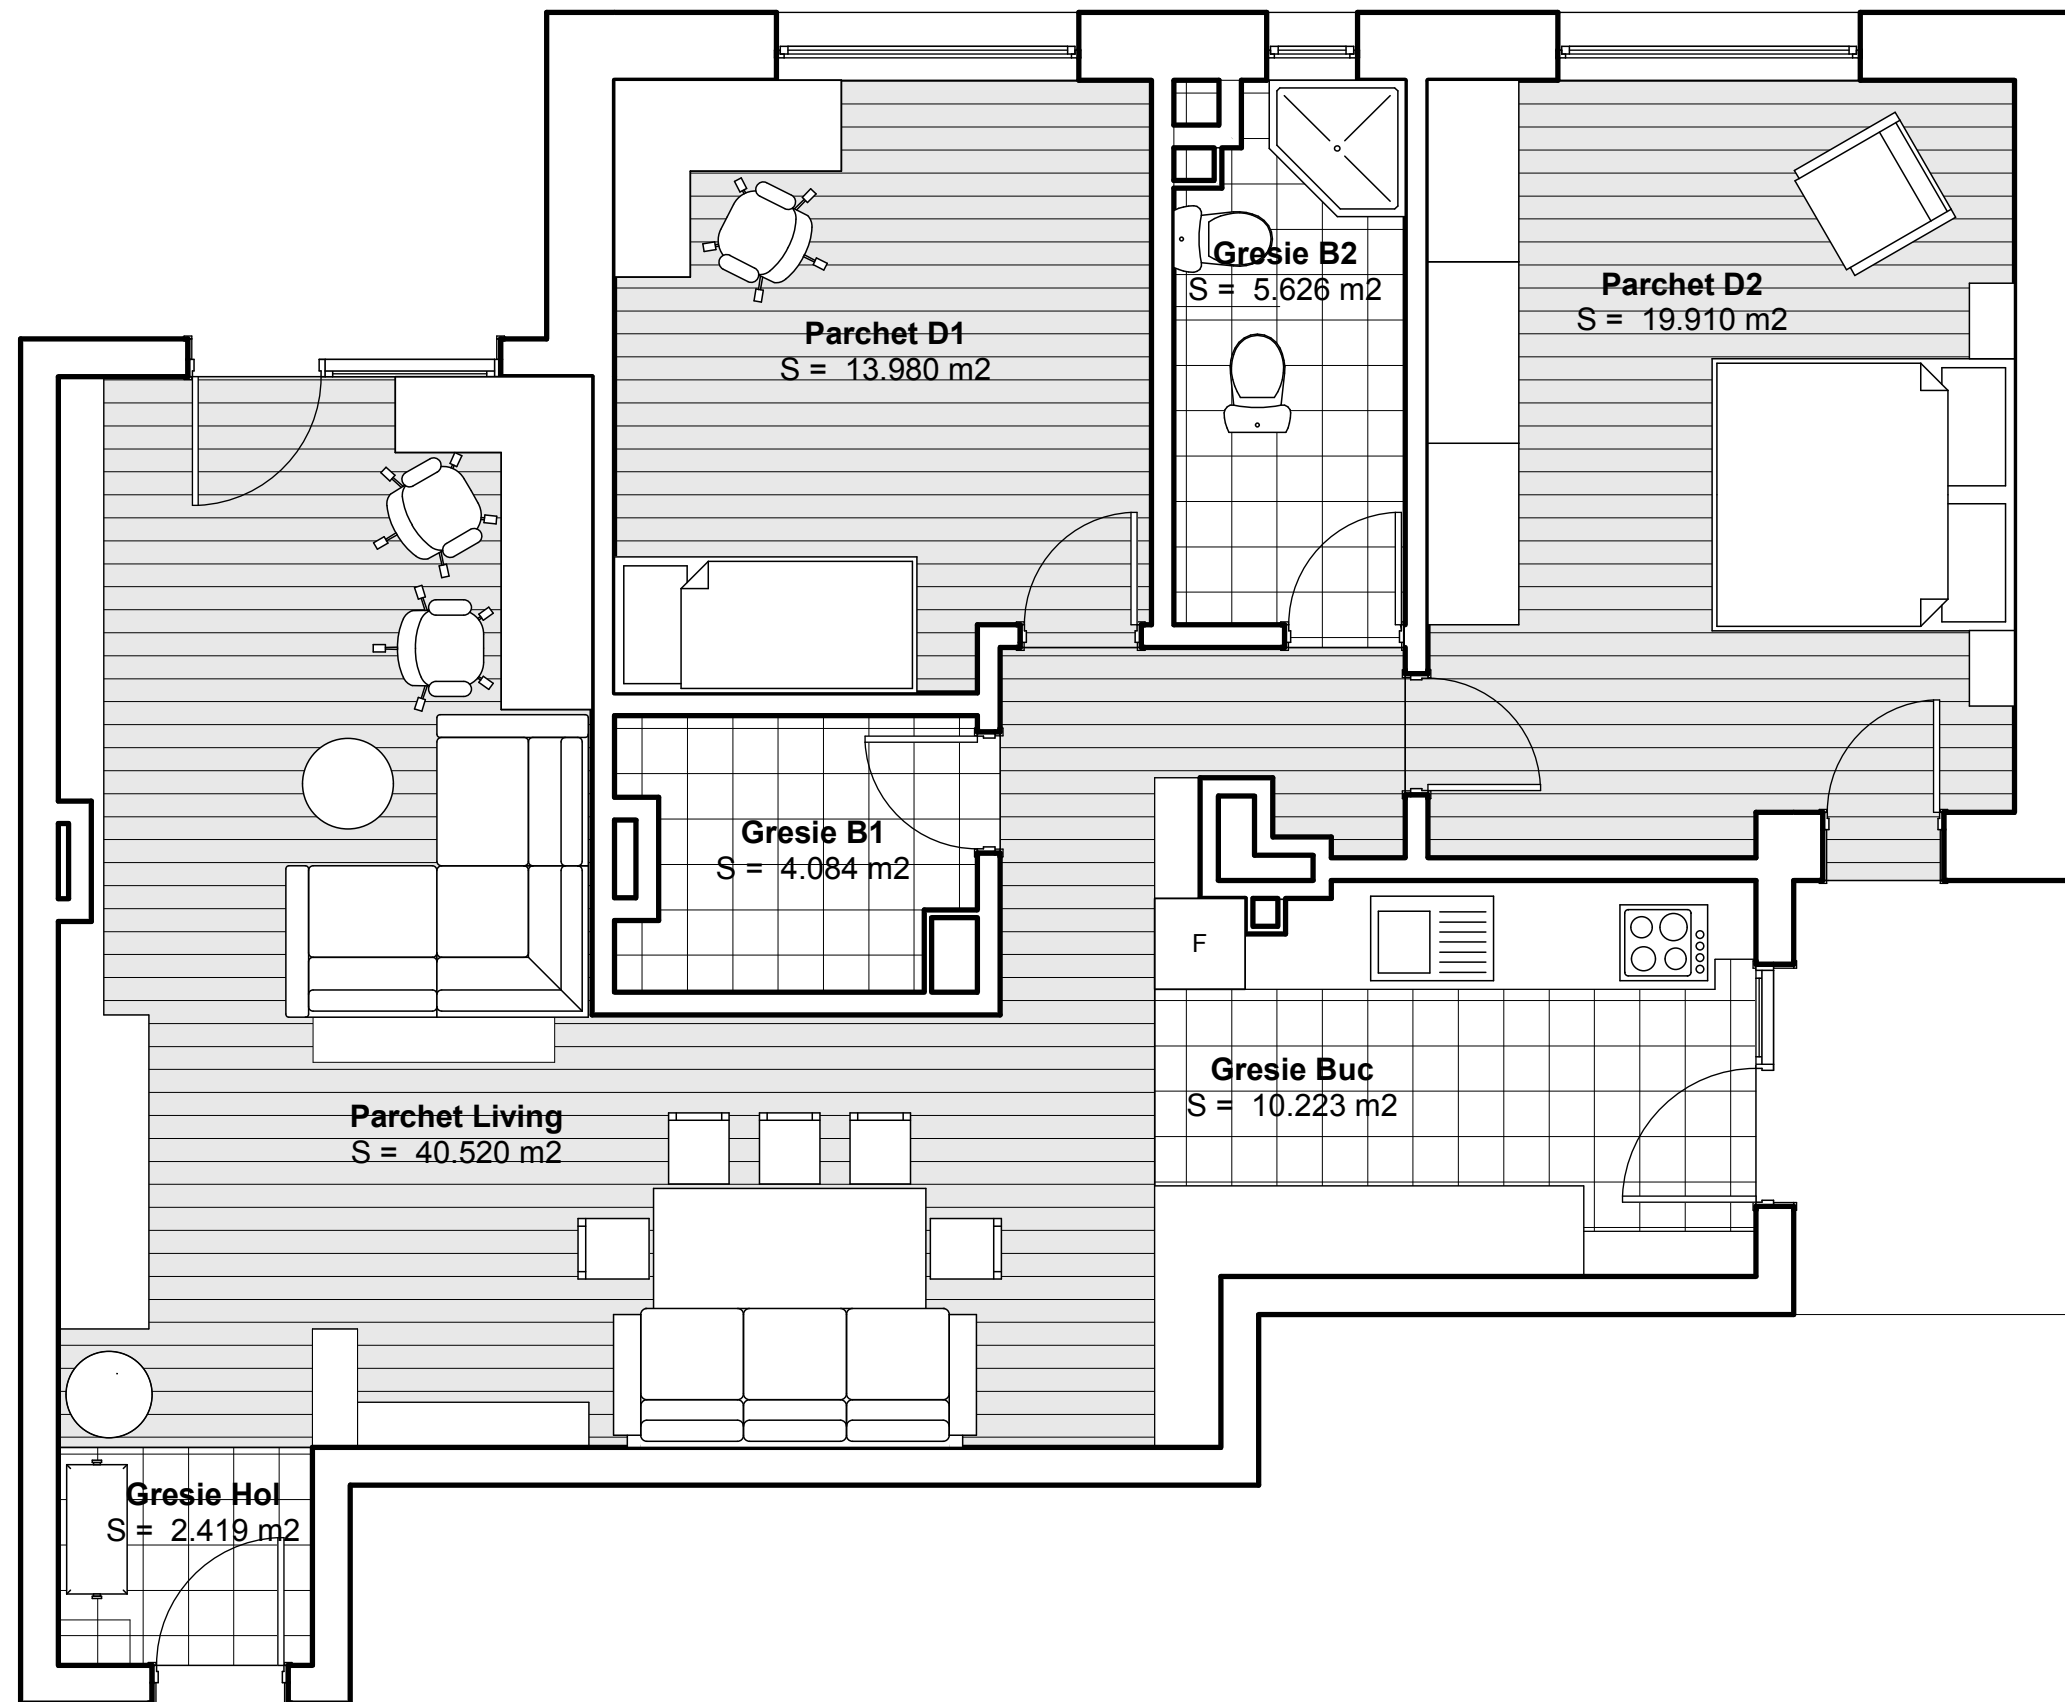 Gresie B2
S = 5.626 m2
Parchet D2
S = 19.910 m2
Parchet D1
S = 13.980 m2
Gresie B1
S = 4.084 m2
F
Gresie Buc
S = 10.223 m2
Parchet Living
S = 40.520 m2
Gresie Hol
S = 2.419 m2